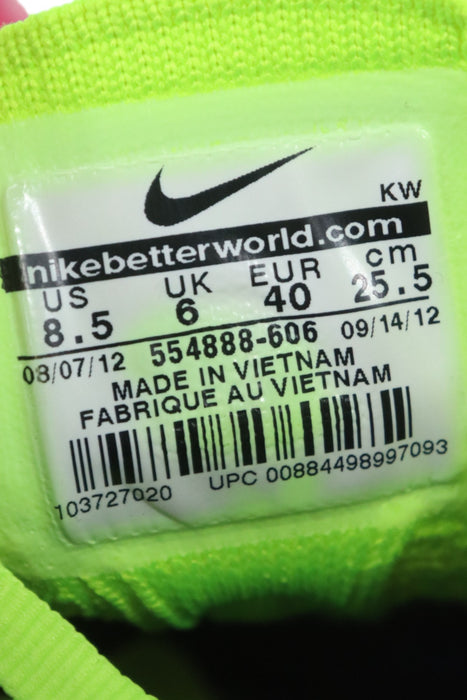 KW
nikebetterworld.com
US UK EUR cm
8.5 6 40 25.5
08/07/12 554888-606 09/14/12
MADE IN VIETNAM
FABRIQUE AU VIETNAM
103727020 UPC 00884498997093